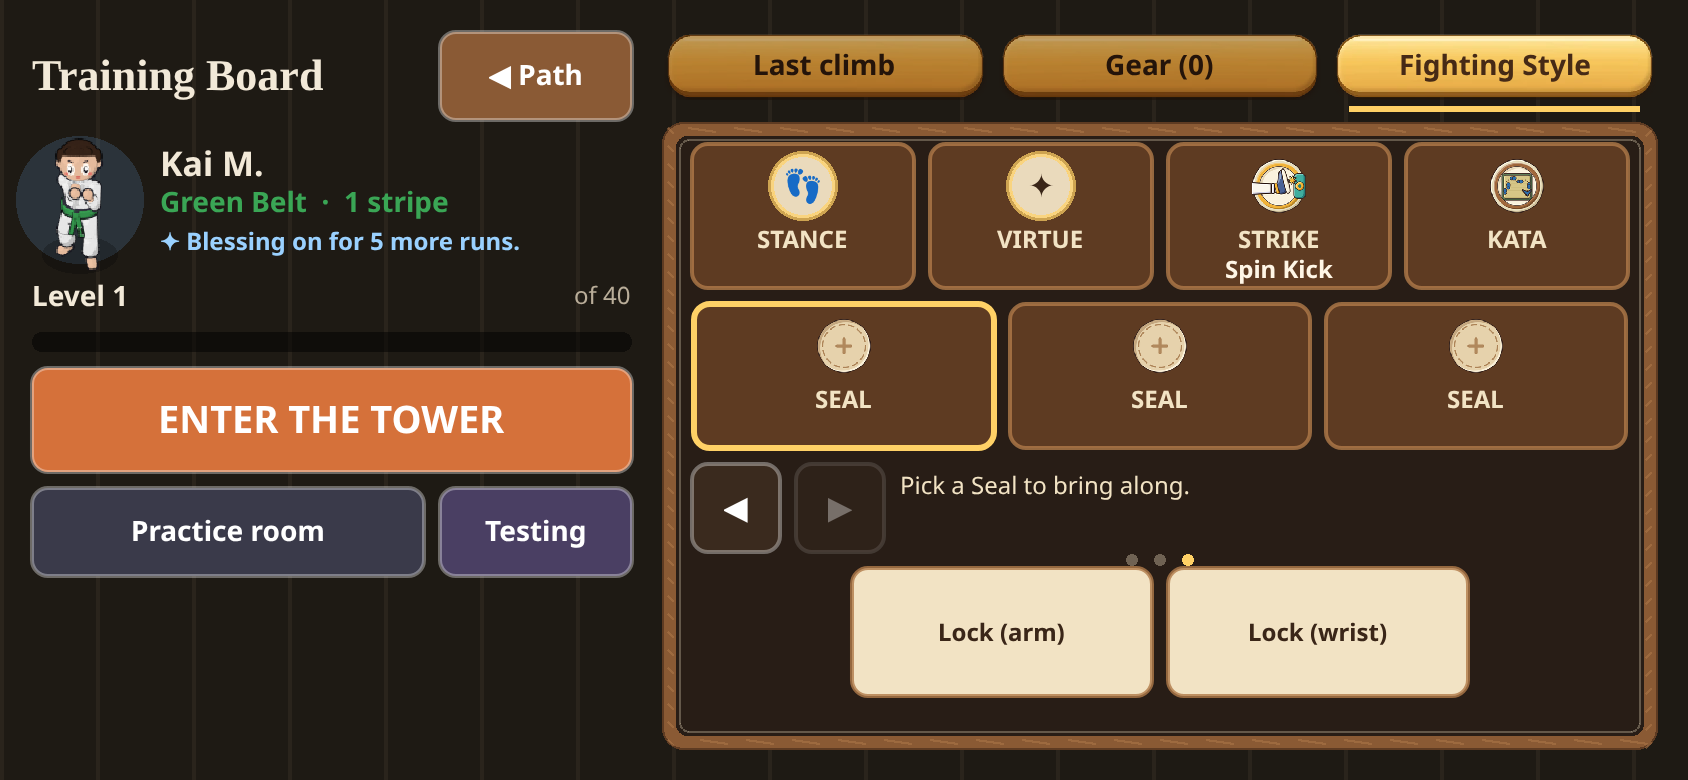 Training Board
◀ Path
Kai M.
Green Belt · 1 stripe
✦ Blessing on for 5 more runs.
Level 1
of 40
ENTER THE TOWER
Practice room
Testing
Last climb
Gear (0)
Fighting Style
STANCE
VIRTUE
STRIKE
Spin Kick
KATA
SEAL
SEAL
SEAL
Pick a Seal to bring along.
Lock (arm)
Lock (wrist)